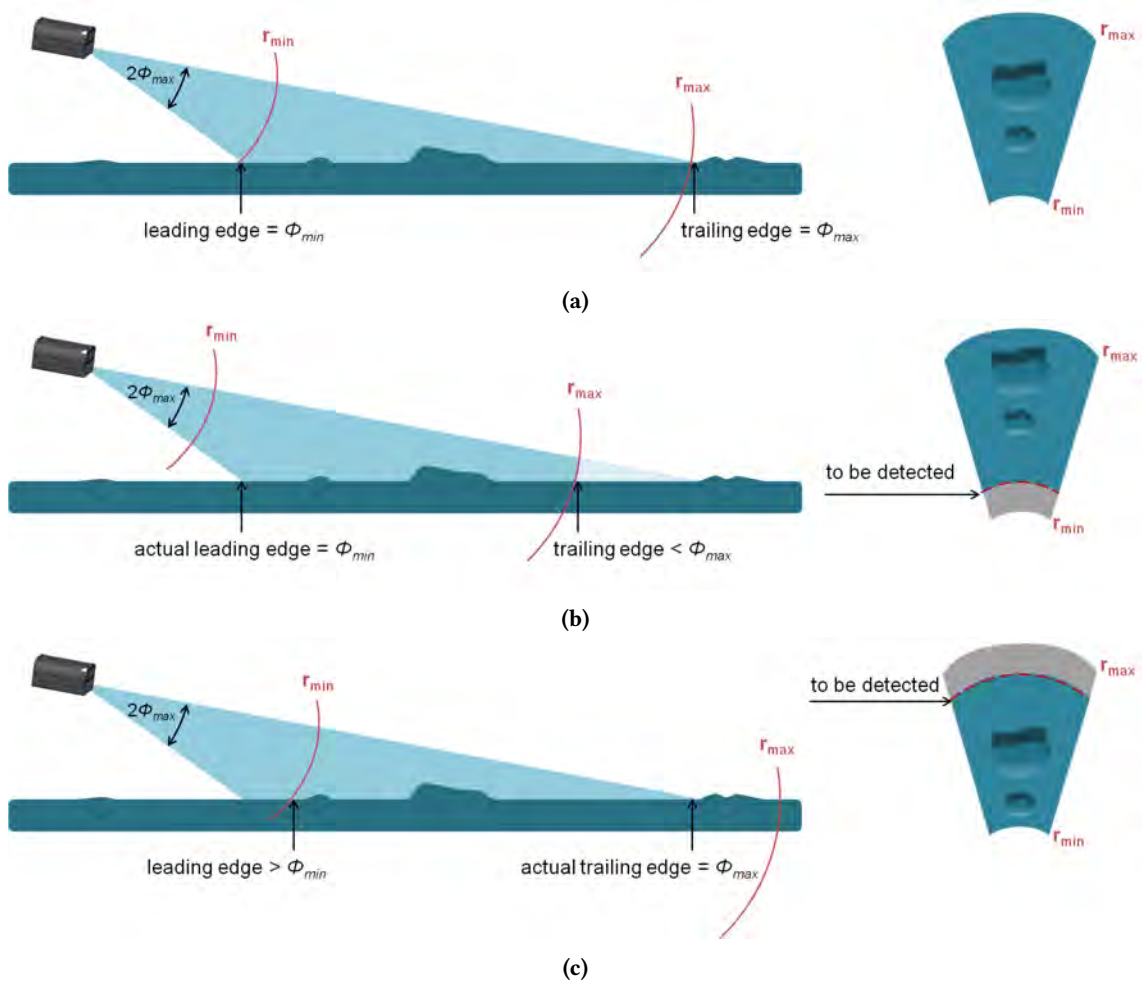 r_min
r_max
r_max
2Φ_max
r_min
leading edge = Φ_min
trailing edge = Φ_max
(a)
r_min
r_max
r_max
2Φ_max
to be detected
r_min
actual leading edge = Φ_min
trailing edge < Φ_max
(b)
r_min
r_max
to be detected
2Φ_max
r_max
r_min
leading edge > Φ_min
actual trailing edge = Φ_max
(c)